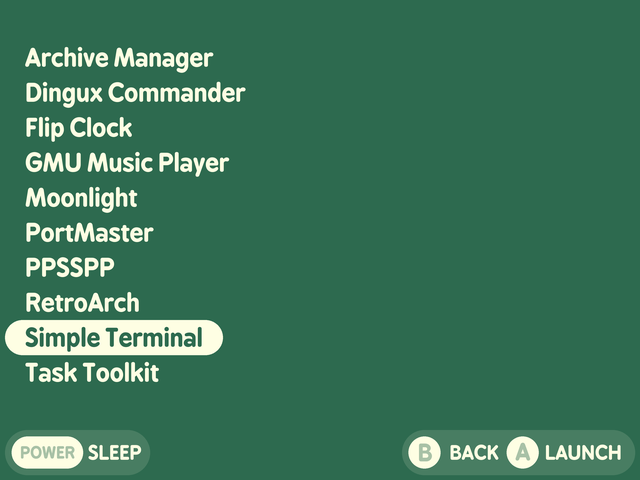 Archive Manager
Dingux Commander
Flip Clock
GMU Music Player
Moonlight
PortMaster
PPSSPP
RetroArch
Simple Terminal
Task Toolkit
POWER SLEEP B BACK A LAUNCH